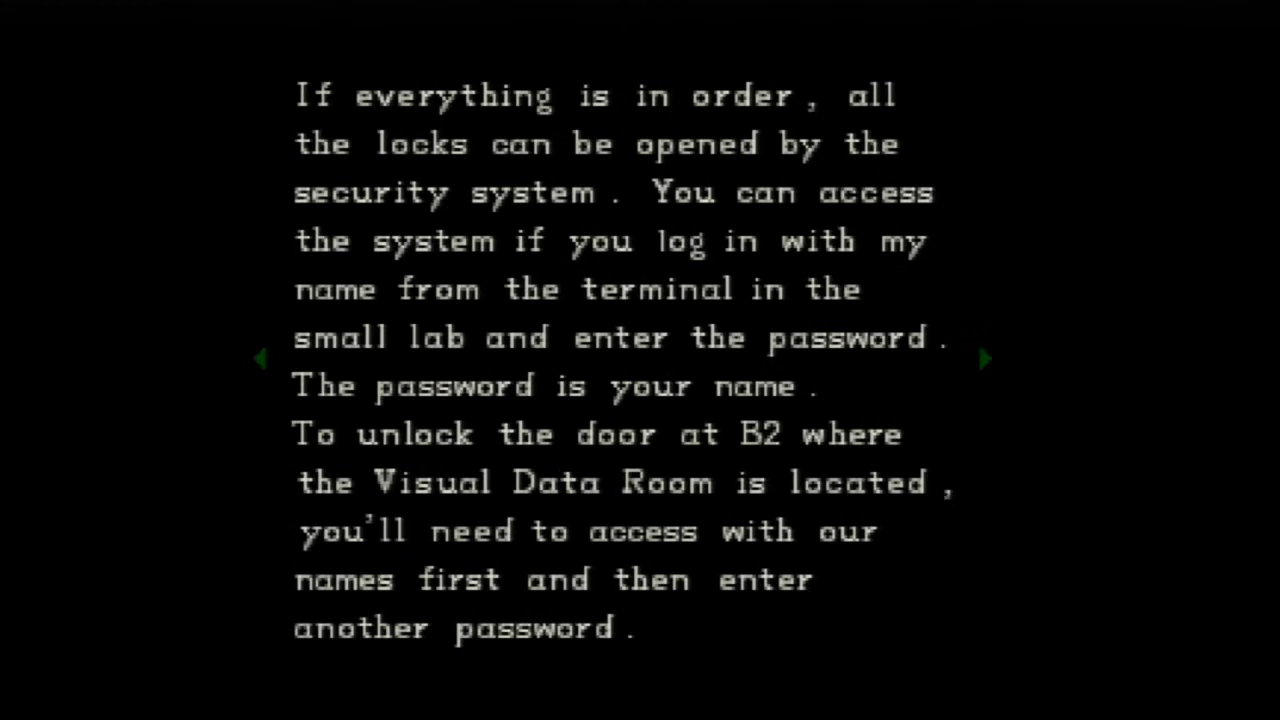 If everything is in order, all
the locks can be opened by the
security system. You can access
the system if you log in with my
name from the terminal in the
small lab and enter the password.
The password is your name.
To unlock the door at B2 where
the Visual Data Room is located,
you'll need to access with our
names first and then enter
another password.